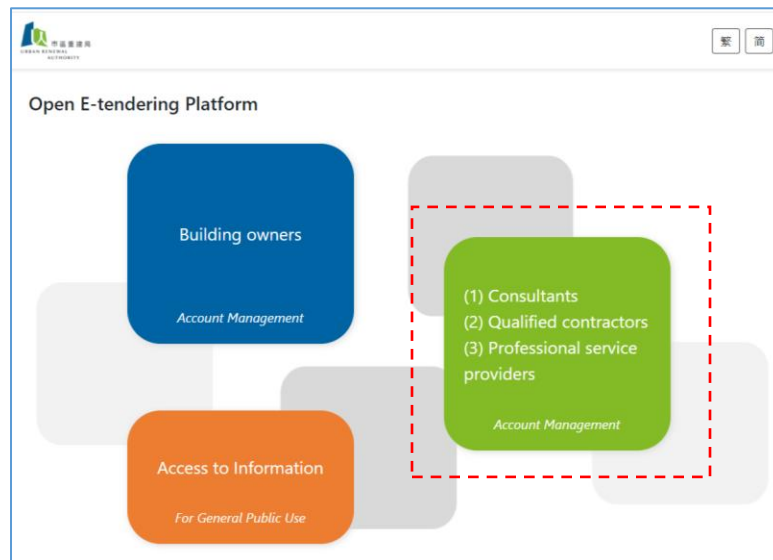 市區重建局
URBAN RENEWAL
AUTHORITY
繁
简
Open E-tendering Platform
Building owners
Account Management
(1) Consultants
(2) Qualified contractors
(3) Professional service
providers
Account Management
Access to Information
For General Public Use